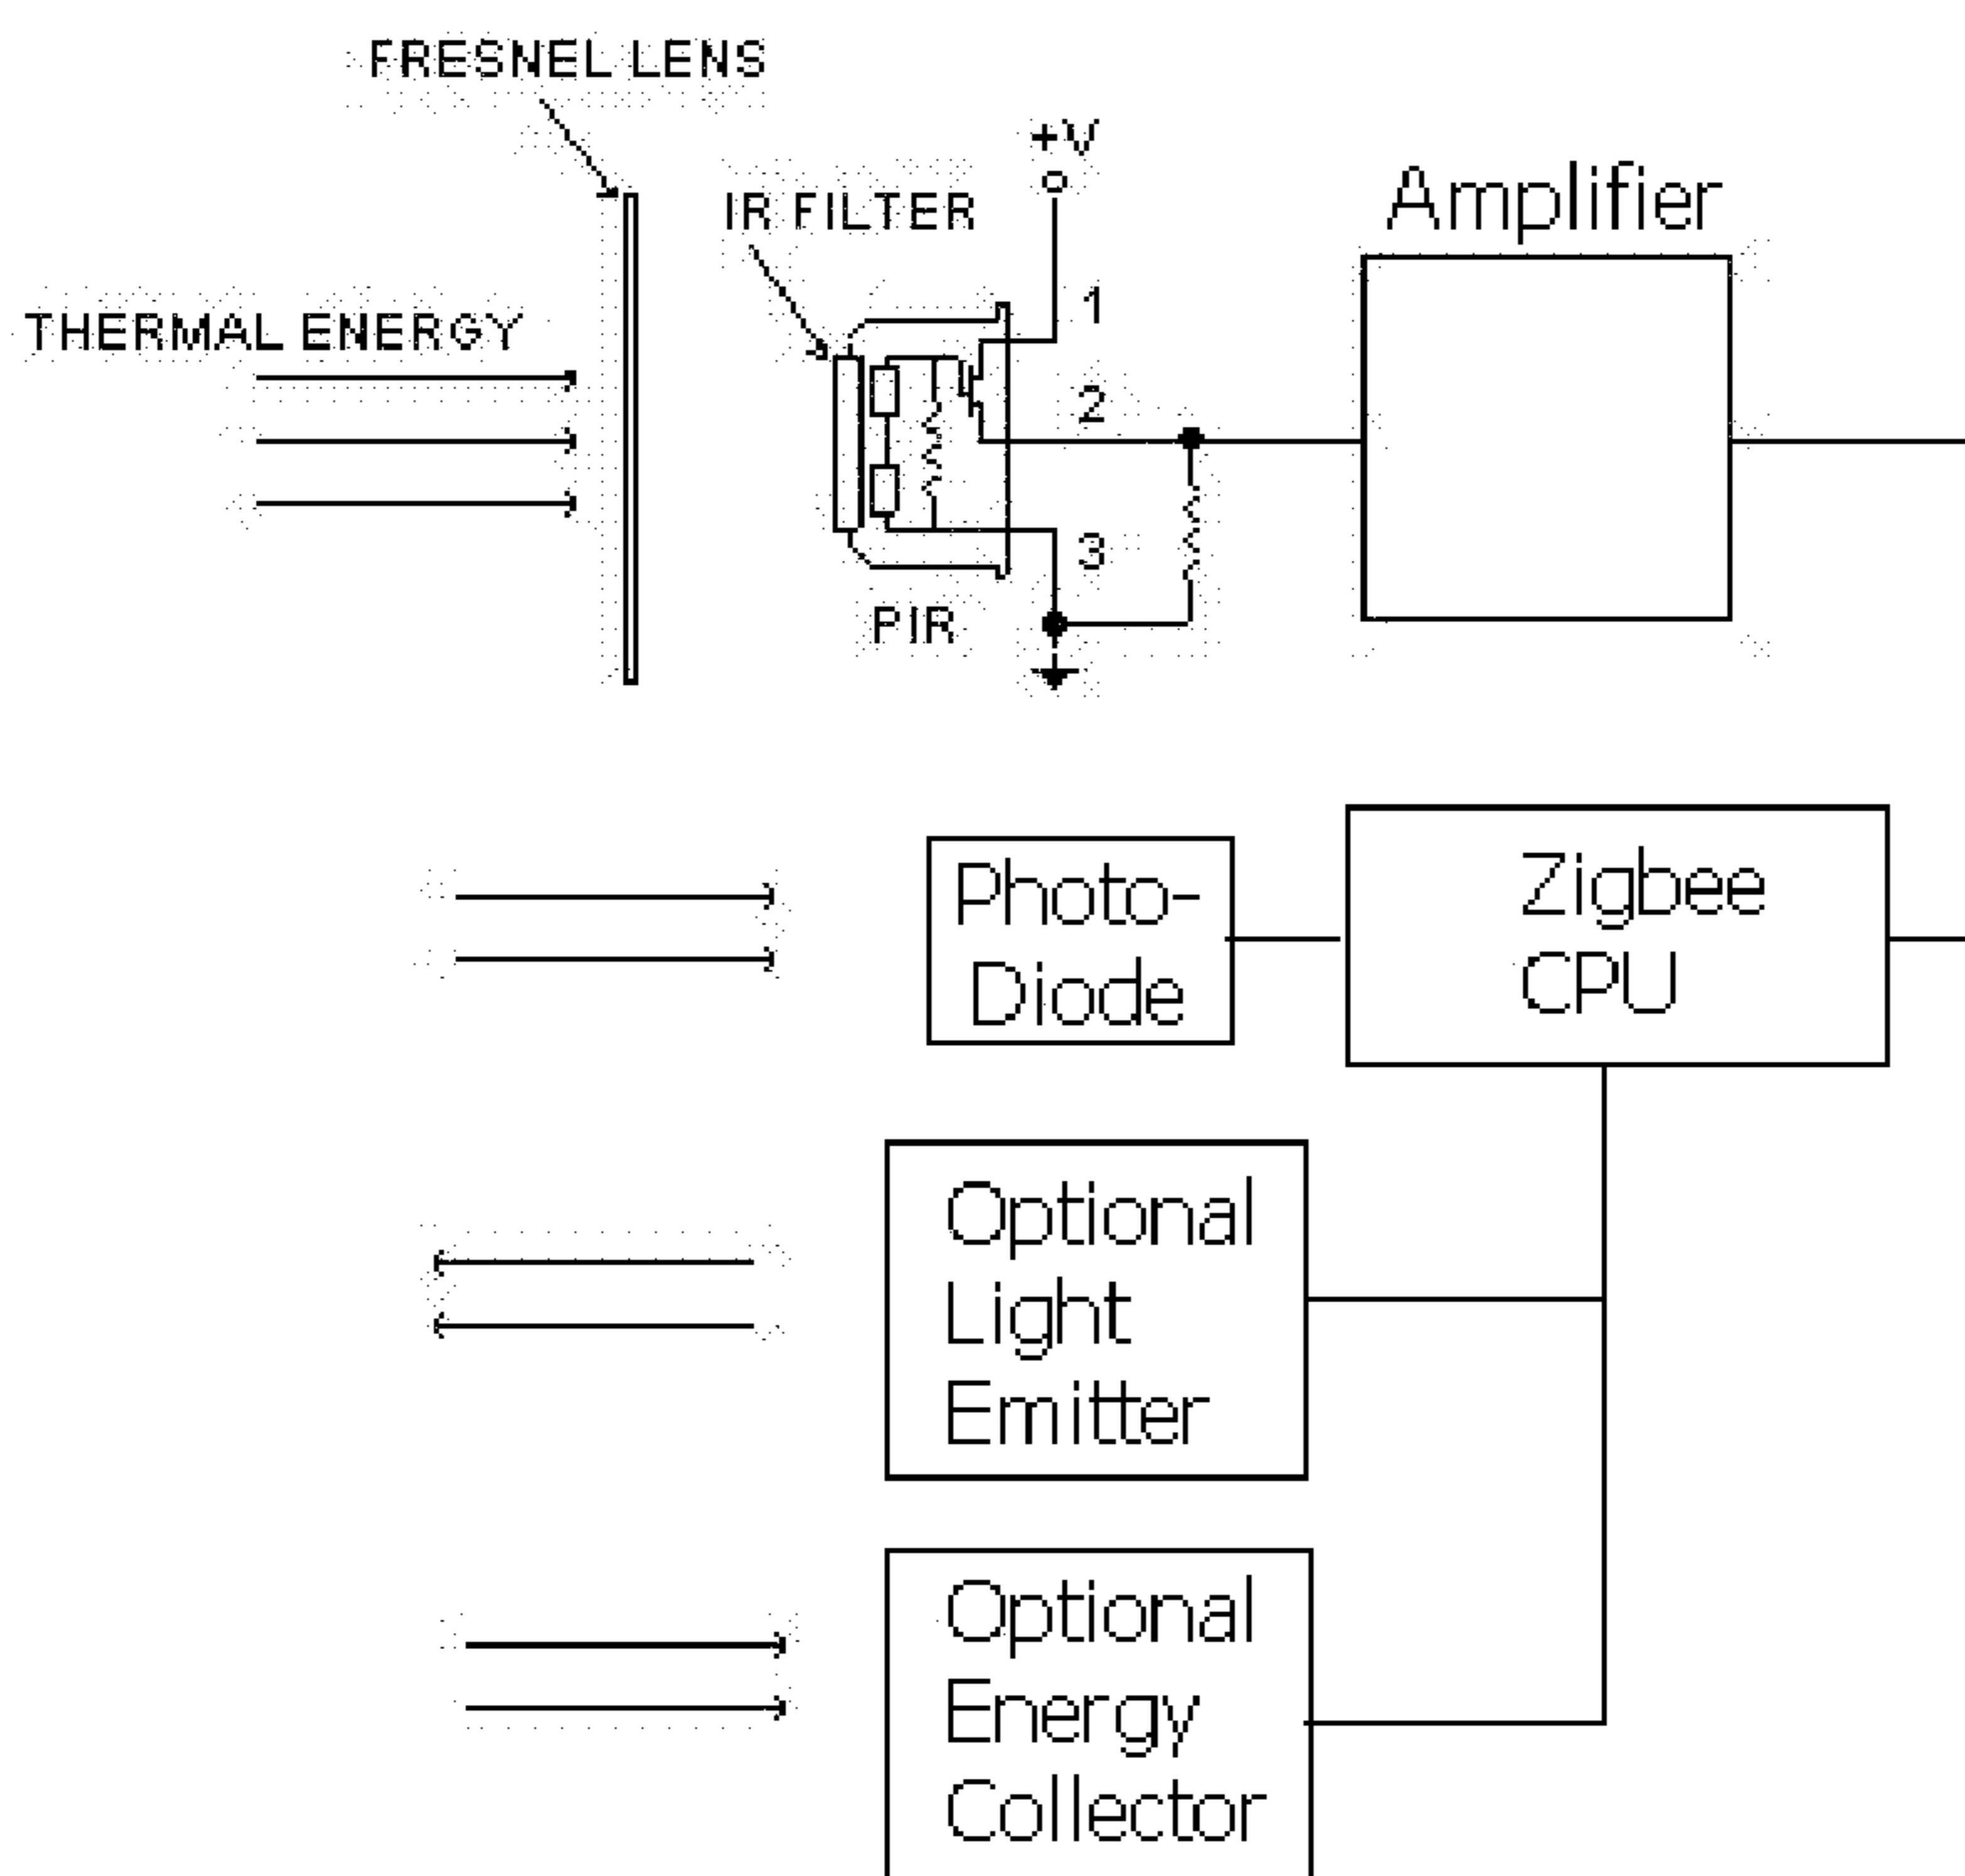 FRESNEL LENS
+V
IR FILTER
Amplifier
1
THERMAL ENERGY
2
3
PIR
Photo-
Diode
Zigbee
CPU
Optional
Light
Emitter
Optional
Energy
Collector